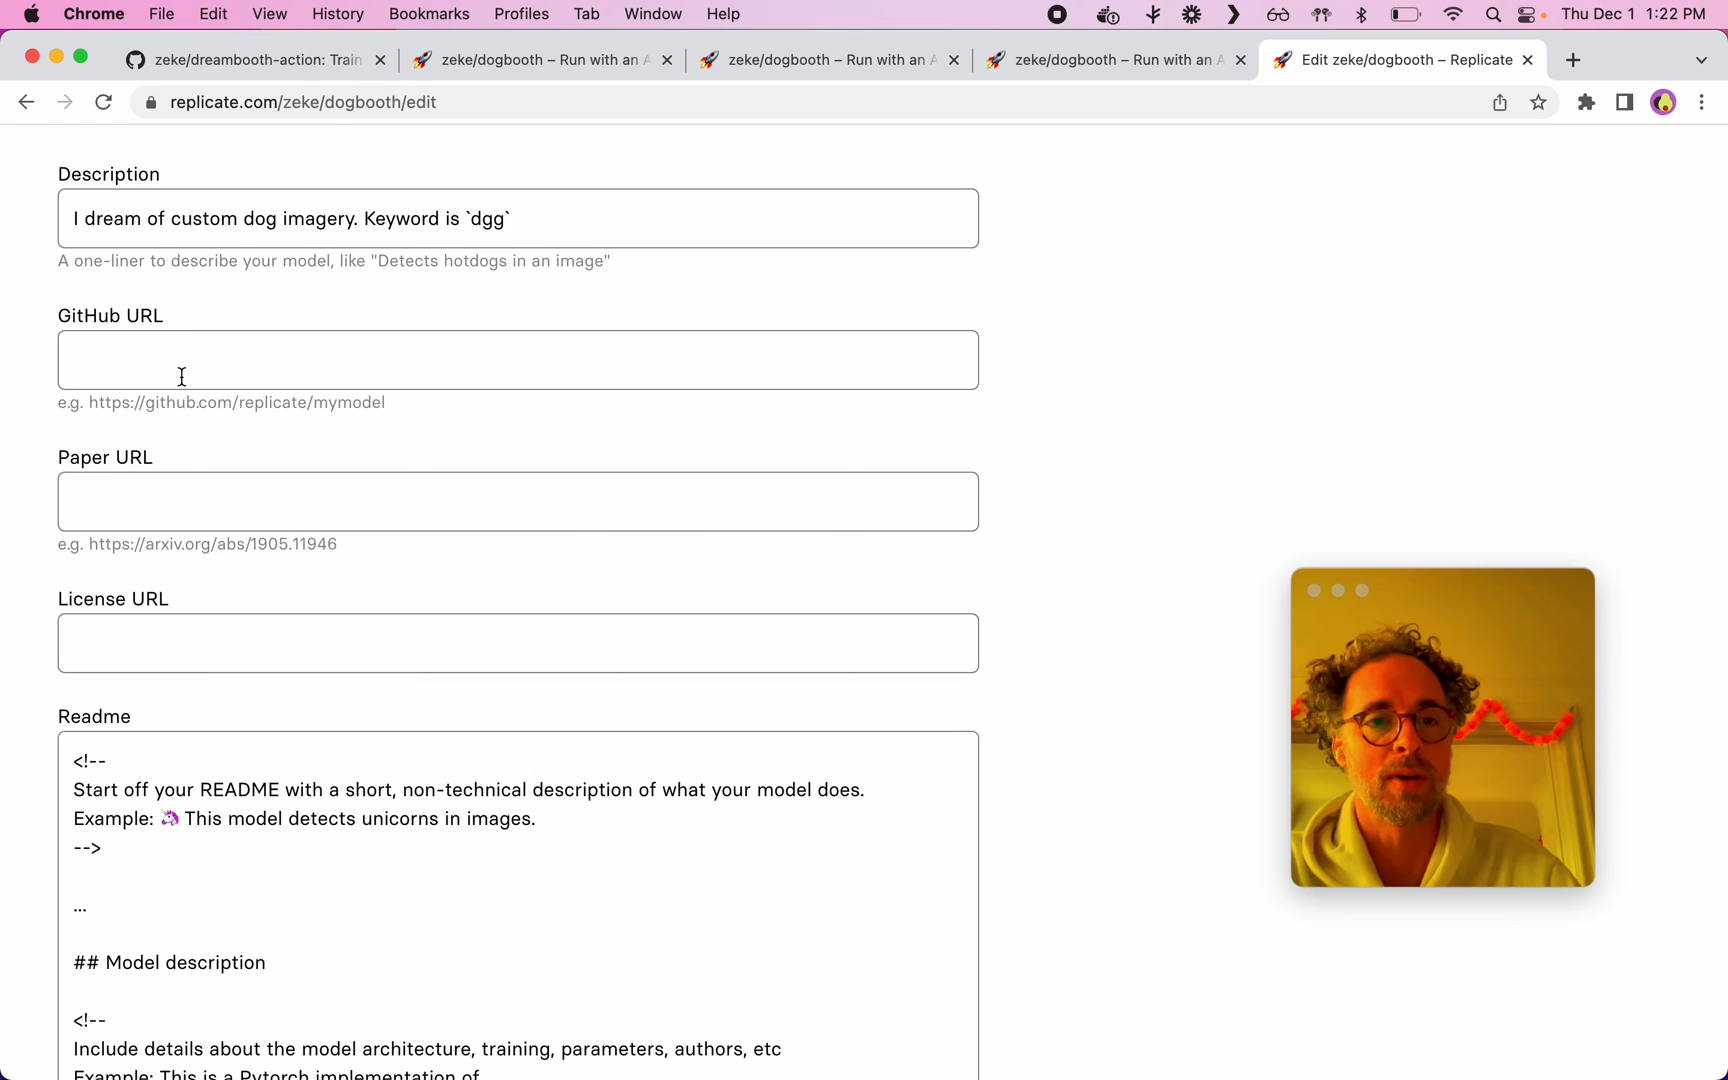 Chrome File Edit View History Bookmarks Profiles Tab Window Help Thu Dec 1 1:22 PM
zeke/dreambooth-action: Train zeke/dogbooth – Run with an A zeke/dogbooth – Run with an A zeke/dogbooth – Run with an A Edit zeke/dogbooth – Replicate
replicate.com/zeke/dogbooth/edit
Description
I dream of custom dog imagery. Keyword is `dgg`
A one-liner to describe your model, like "Detects hotdogs in an image"
GitHub URL
e.g. https://github.com/replicate/mymodel
Paper URL
e.g. https://arxiv.org/abs/1905.11946
License URL
Readme
<!--
Start off your README with a short, non-technical description of what your model does.
Example: 🦄 This model detects unicorns in images.
-->
...
## Model description
<!--
Include details about the model architecture, training, parameters, authors, etc
Example: This is a Pytorch implementation of